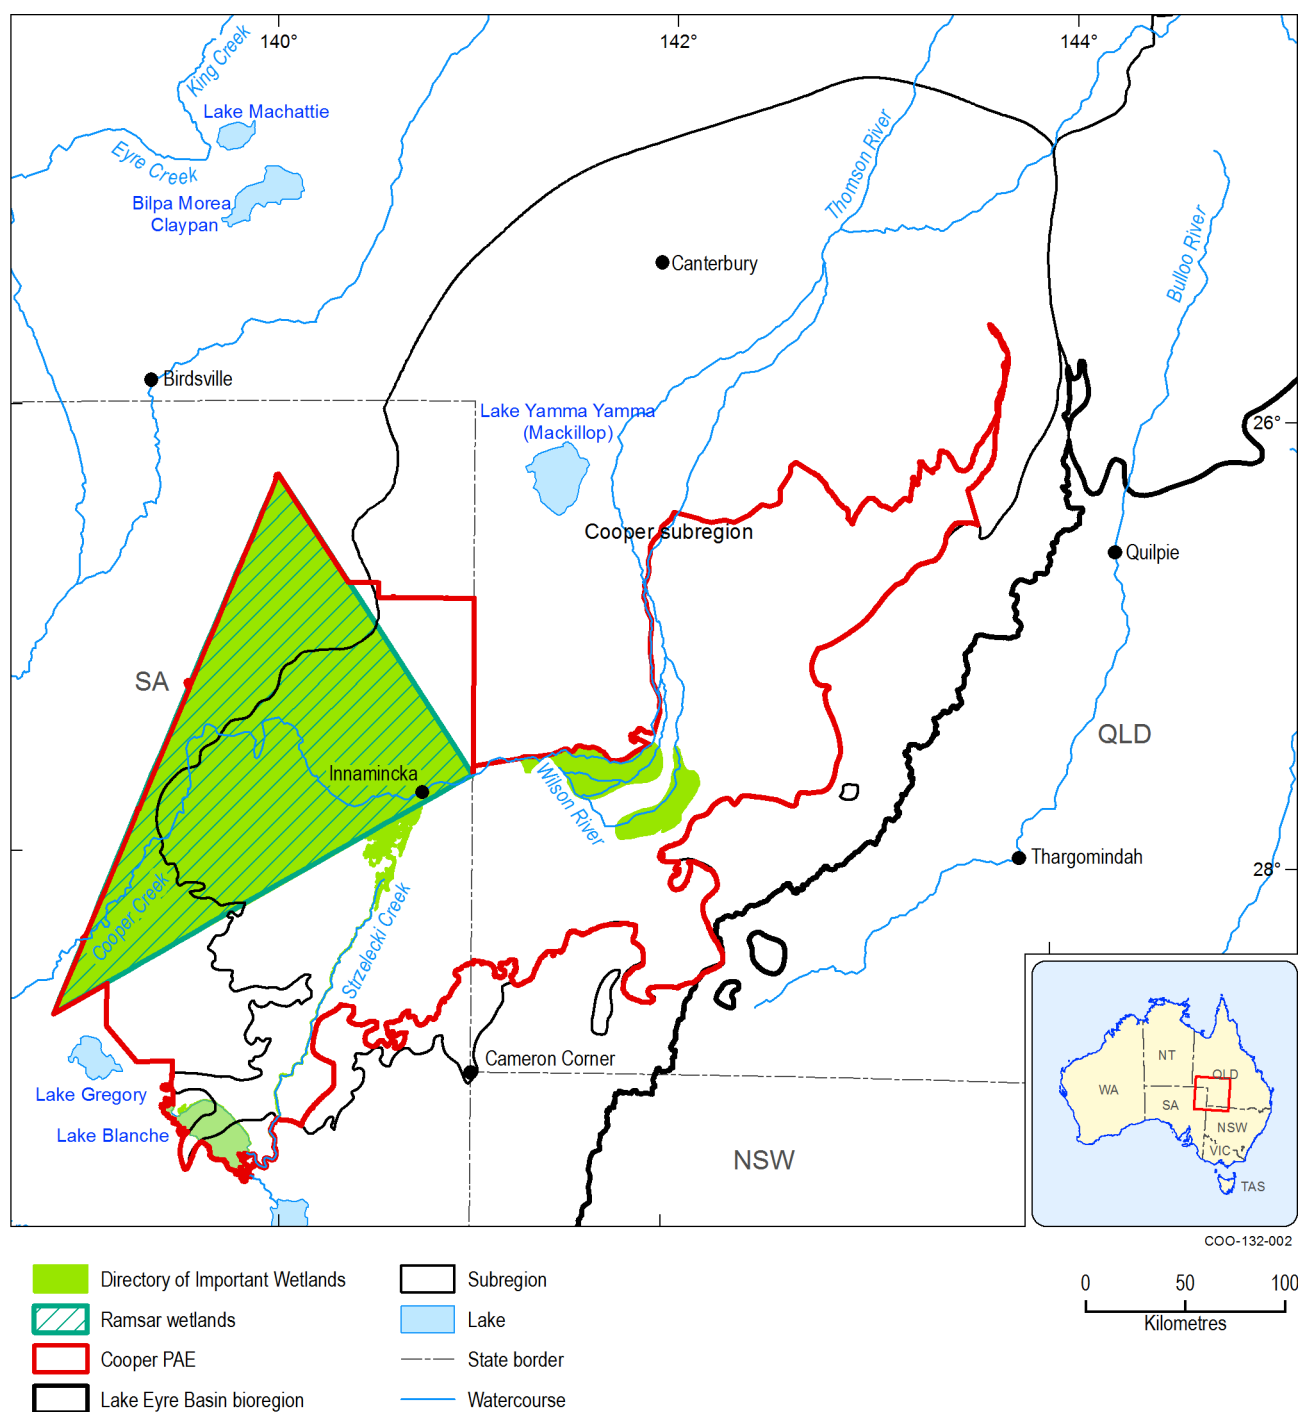 140°
142°
144°
King Creek
Lake Machattie
Eyre Creek
Bilpa Morea
Claypan
Thomson River
Bulloo River
Canterbury
Birdsville
Lake Yamma Yamma
(Mackillop)
26°
Cooper subregion
Quilpie
SA
QLD
Innamincka
Wilson River
Thargomindah
28°
Cooper Creek
Strzelecki Creek
Cameron Corner
Lake Gregory
Lake Blanche
NSW
NT
QLD
WA
SA
NSW
VIC
TAS
COO-132-002
Directory of Important Wetlands
Ramsar wetlands
Cooper PAE
Lake Eyre Basin bioregion
Subregion
Lake
State border
Watercourse
0 50 100
Kilometres